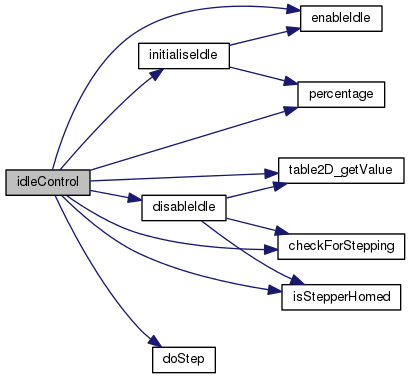 enableIdle
initialiseIdle
percentage
table2D_getValue
idleControl
disableIdle
checkForStepping
isStepperHomed
doStep